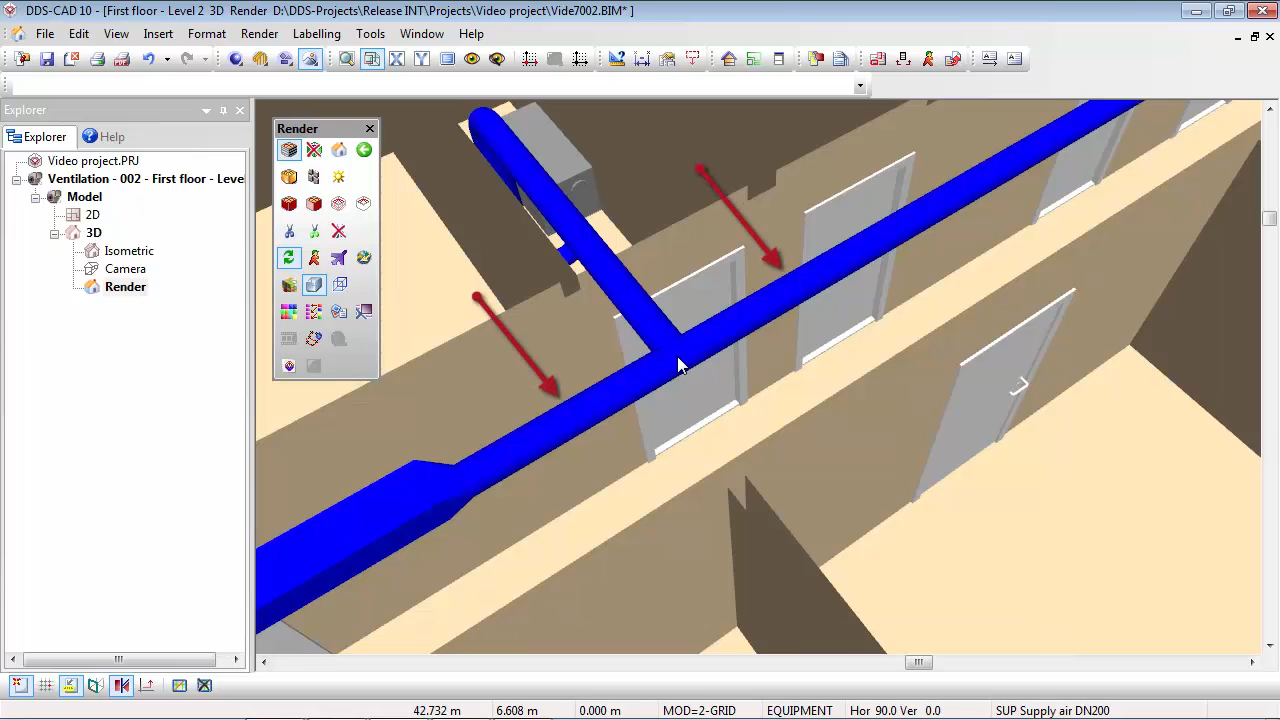 DDS-CAD 10 - [First floor - Level 2 3D Render D:\DDS-Projects\Release INT\Projects\Video project\Vide7002.BIM* ]
File Edit View Insert Format Render Labelling Tools Window Help
Explorer
Explorer Help
Video project.PRJ
Ventilation - 002 - First floor - Leve
Model
2D
3D
Isometric
Camera
Render
Render
42.732 m 6.608 m 0.000 m MOD=2-GRID EQUIPMENT Hor 90.0 Ver 0.0 SUP Supply air DN200